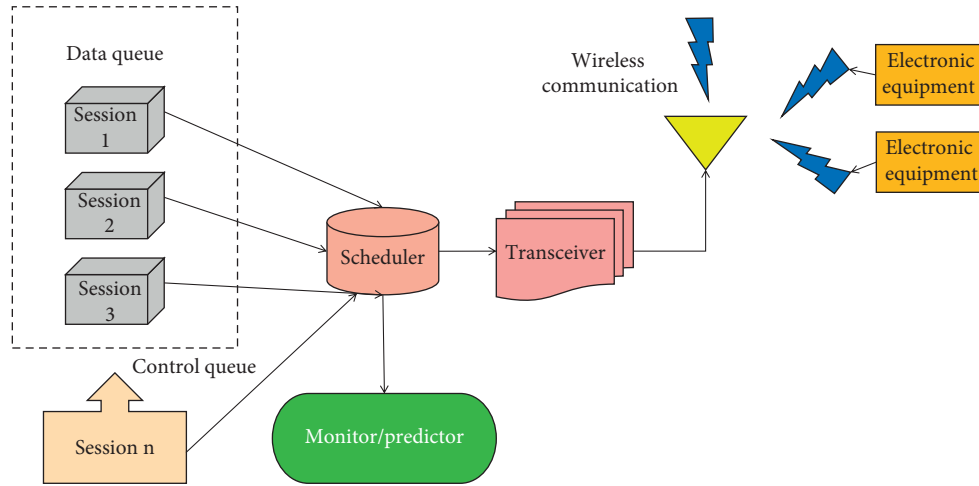 Data queue
Session
1
Session
2
Session
3
Control queue
Session n
Scheduler
Monitor/predictor
Transceiver
Wireless
communication
Electronic
equipment
Electronic
equipment